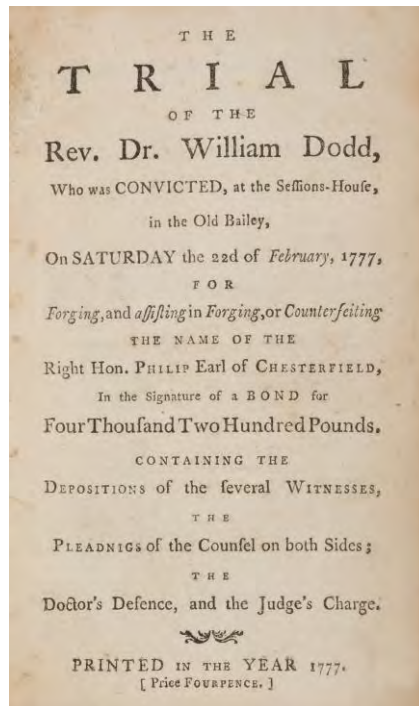 THE
TRIAL
OF THE
Rev. Dr. William Dodd,
Who was CONVICTED, at the Seſſions-Houſe,
in the Old Bailey,
On SATURDAY the 22d of February, 1777,
FOR
Forging, and aſſiſting in Forging, or Counterfeiting
THE NAME OF THE
Right Hon. PHILIP Earl of CHESTERFIELD,
In the Signature of a BOND for
Four Thouſand Two Hundred Pounds.
CONTAINING THE
DEPOSITIONS of the ſeveral WITNESSES,
THE
PLEADNIGS of the Counſel on both Sides;
THE
Doctor's Defence, and the Judge's Charge.
PRINTED IN THE YEAR 1777.
[ Price FOURPENCE. ]